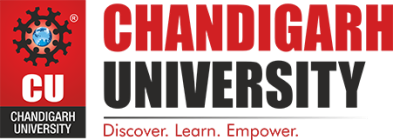 ®
CU
CHANDIGARH
UNIVERSITY
CHANDIGARH
UNIVERSITY
Discover. Learn. Empower.